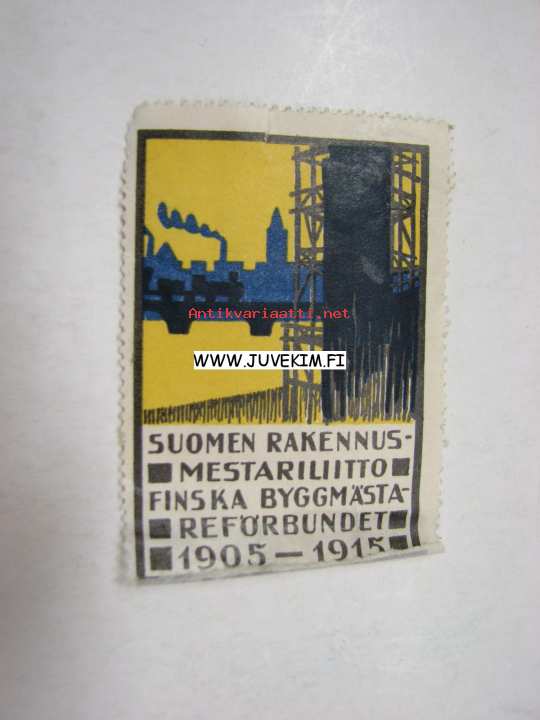 Antikvariaatti.net
WWW.JUVEKIM.FI
SUOMEN RAKENNUS-
MESTARILIITTO
FINSKA BYGGMÄSTA-
REFÖRBUNDET
1905–1915